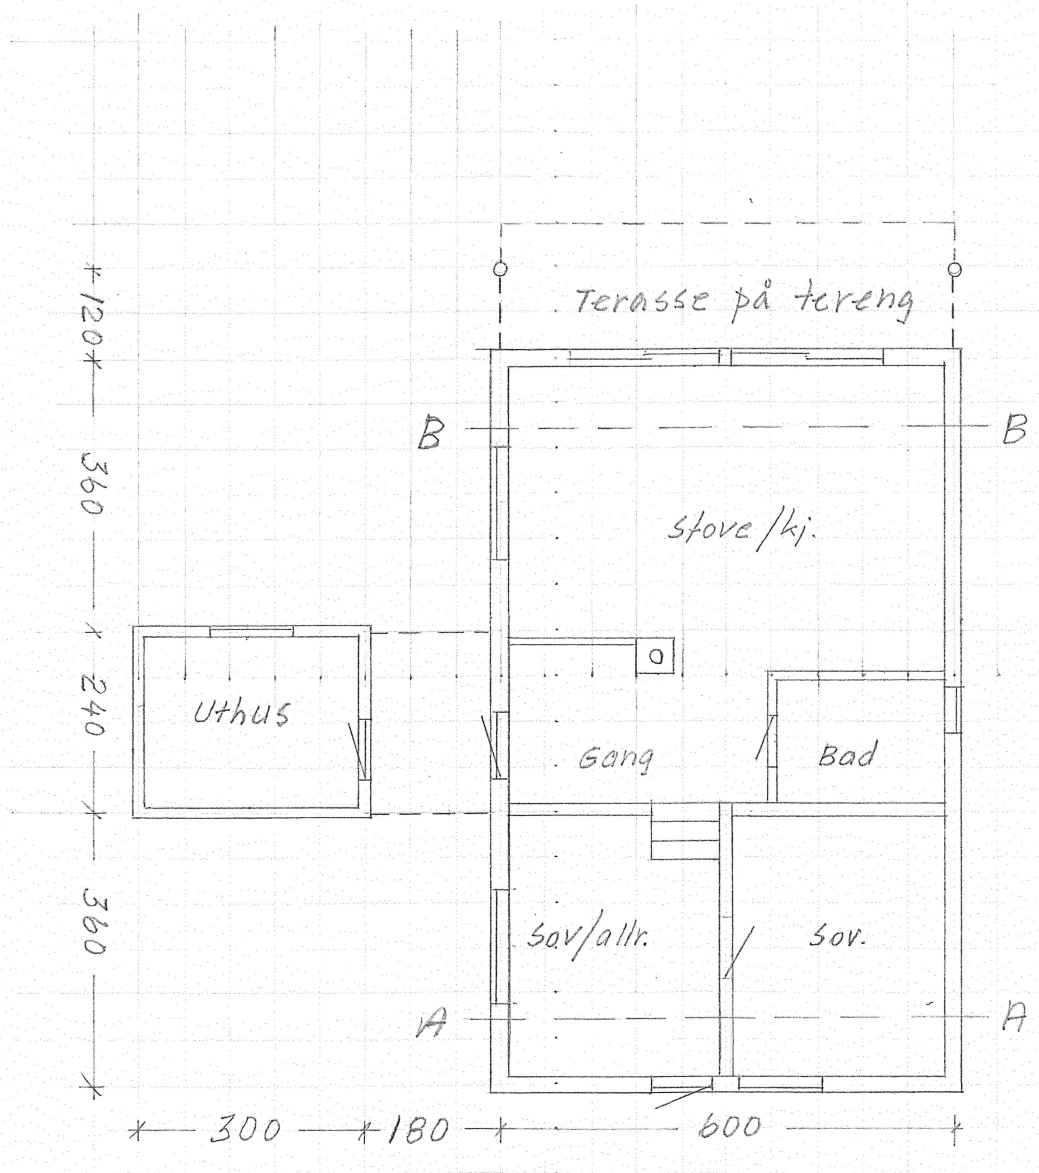 Terasse på tereng
120
B
B
360
Stove/kj.
Uthus
240
Gang
Bad
360
Sov/allr.
Sov.
A
A
300
180
600